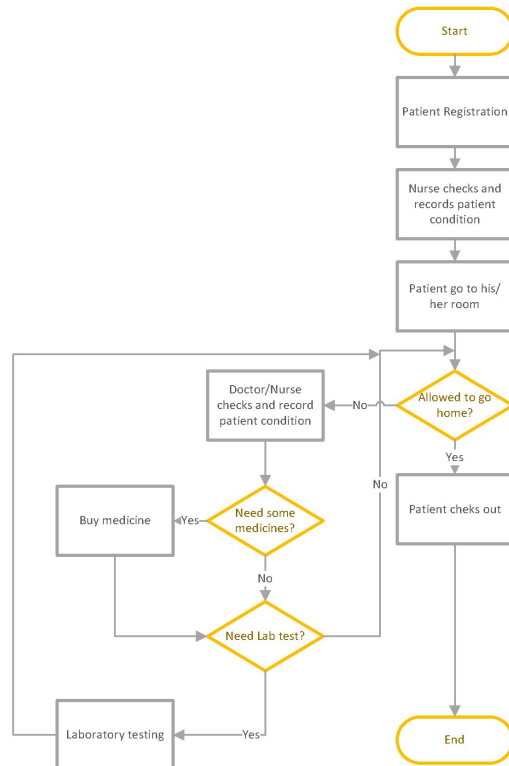 Start
Patient Registration
Nurse checks and
records patient
condition
Patient go to his/
her room
Allowed to go
home?
No
Doctor/Nurse
checks and record
patient condition
Yes
Patient cheks out
No
Need some
medicines?
Yes
Buy medicine
No
Need Lab test?
Yes
Laboratory testing
End